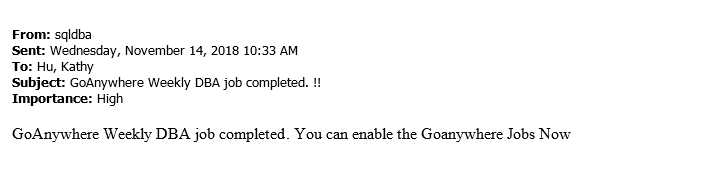 From: sqldba
Sent: Wednesday, November 14, 2018 10:33 AM
To: Hu, Kathy
Subject: GoAnywhere Weekly DBA job completed. !!
Importance: High
GoAnywhere Weekly DBA job completed. You can enable the Goanywhere Jobs Now